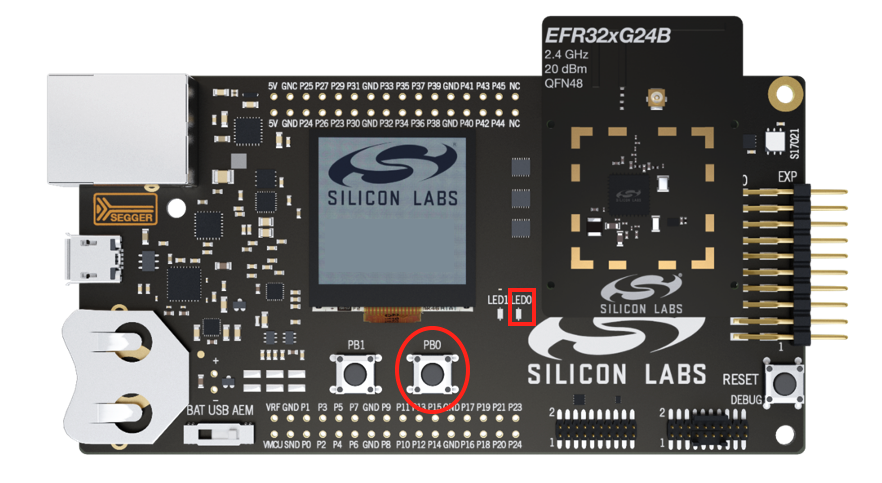 EFR32xG24B
2.4 GHz
20 dBm
QFN48
5V GNC P25 P27 P29 P31 GND P33 P35 P37 P39 GND P41 P43 P45 NC
5V GND P24 P26 P23 P30 GND P32 P34 P36 P38 GND P40 P42 P44 NC
S17021
SILICON LABS
EXP
SEGGER
LED1 LED0
SILICON LABS
1
PB1 PB0
SILICON LABS
RESET
DEBUG
BAT USB AEM
VRF GND P1 P3 P5 P7 GND P9 P11 P13 P15 GND P17 P19 P21 P23
VMCU SND P0 P2 P4 P6 GND P8 P10 P12 P14 GND P16 P18 P20 P24
2 2
1 1